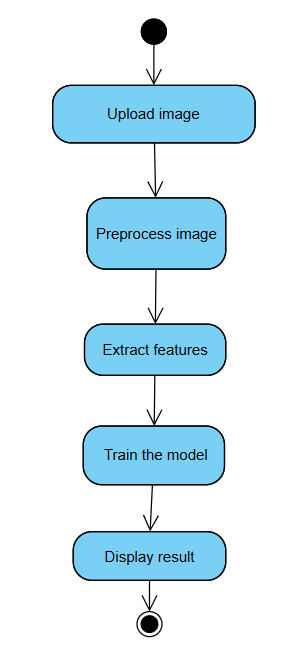 Upload image
Preprocess image
Extract features
Train the model
Display result